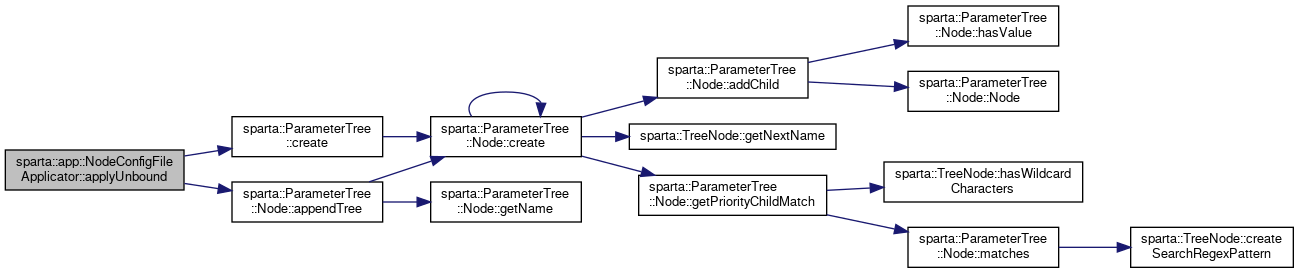 sparta::app::NodeConfigFile
Applicator::applyUnbound
sparta::ParameterTree
::create
sparta::ParameterTree
::Node::appendTree
sparta::ParameterTree
::Node::create
sparta::ParameterTree
::Node::getName
sparta::ParameterTree
::Node::addChild
sparta::TreeNode::getNextName
sparta::ParameterTree
::Node::getPriorityChildMatch
sparta::ParameterTree
::Node::hasValue
sparta::ParameterTree
::Node::Node
sparta::TreeNode::hasWildcard
Characters
sparta::ParameterTree
::Node::matches
sparta::TreeNode::create
SearchRegexPattern